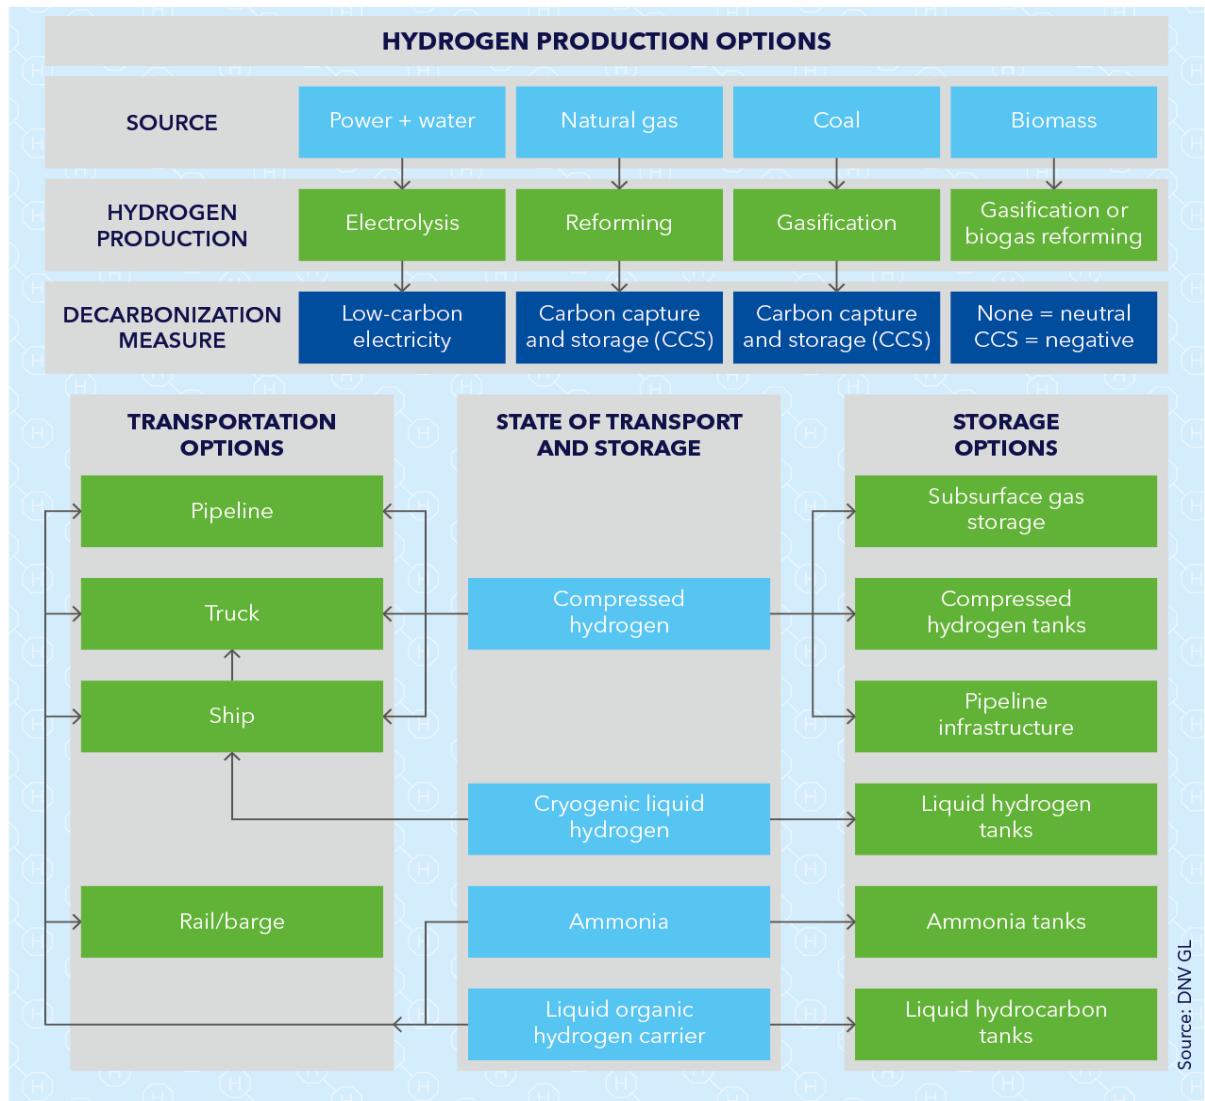 HYDROGEN PRODUCTION OPTIONS
SOURCE
Power + water
Natural gas
Coal
Biomass
HYDROGEN
PRODUCTION
Electrolysis
Reforming
Gasification
Gasification or
biogas reforming
DECARBONIZATION
MEASURE
Low-carbon
electricity
Carbon capture
and storage (CCS)
Carbon capture
and storage (CCS)
None = neutral
CCS = negative
TRANSPORTATION
OPTIONS
Pipeline
Truck
Ship
Rail/barge
STATE OF TRANSPORT
AND STORAGE
Compressed
hydrogen
Cryogenic liquid
hydrogen
Ammonia
Liquid organic
hydrogen carrier
STORAGE
OPTIONS
Subsurface gas
storage
Compressed
hydrogen tanks
Pipeline
infrastructure
Liquid hydrogen
tanks
Ammonia tanks
Liquid hydrocarbon
tanks
Source: DNV GL